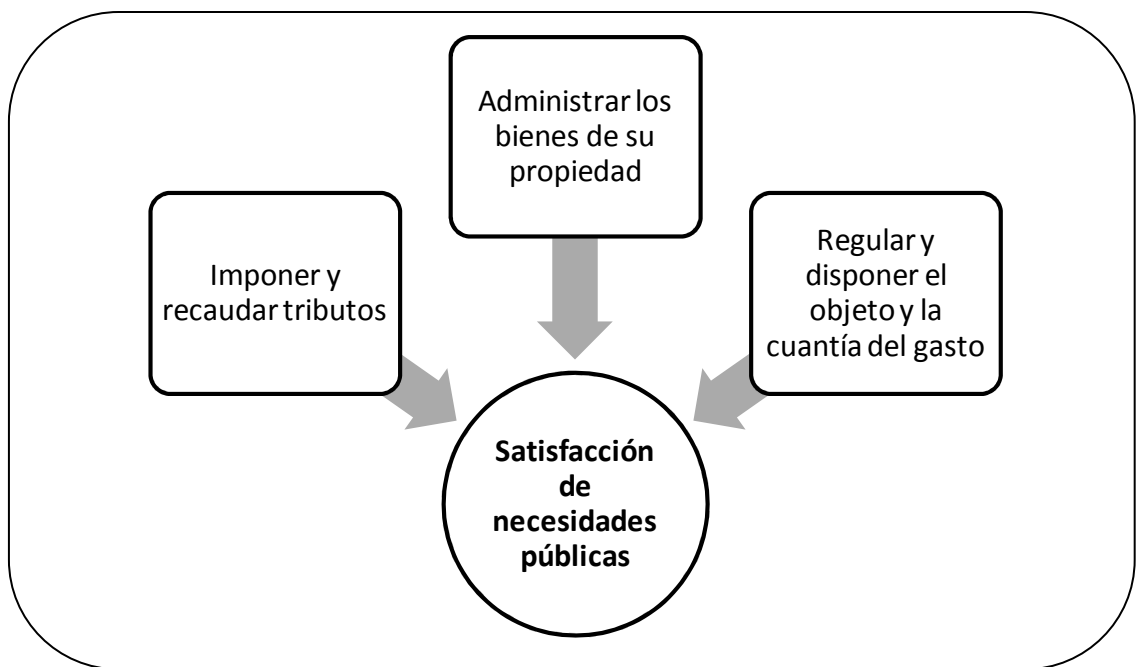 Administrar los
bienes de su
propiedad
Imponer y
recaudar tributos
Regular y
disponer el
objeto y la
cuantía del gasto
Satisfacción
de
necesidades
públicas